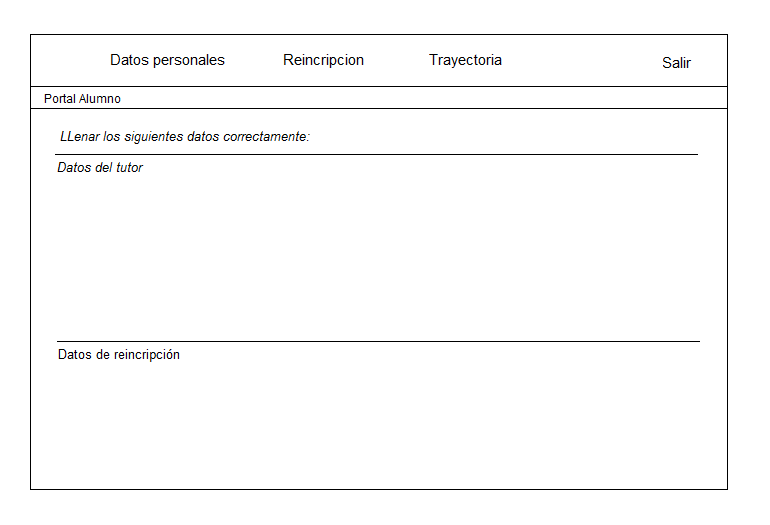 Datos personales Reincripcion Trayectoria Salir
Portal Alumno
LLenar los siguientes datos correctamente:
Datos del tutor
Datos de reincripción